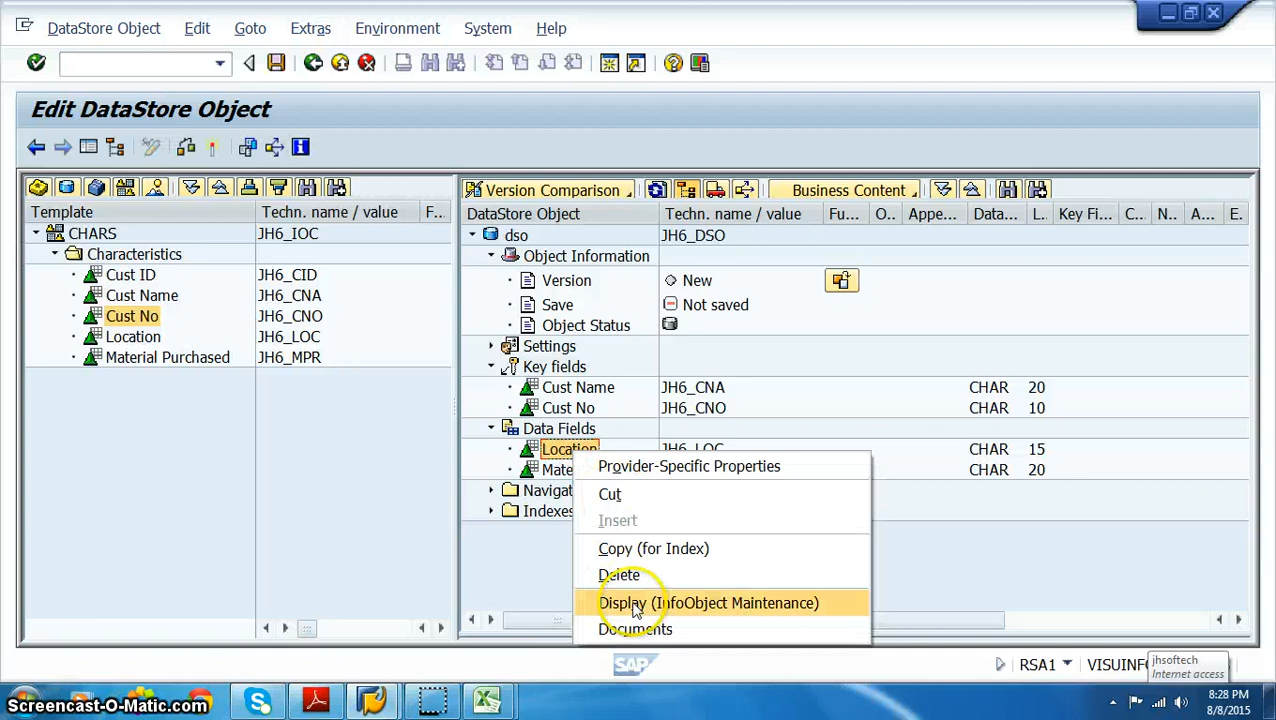 DataStore Object Edit Goto Extras Environment System Help
Edit DataStore Object
Version Comparison Business Content
Template Techn. name / value F...
DataStore Object Techn. name / value Fu... O... Appe... Data... L... Key Fi... C... N... A... E.
CHARS JH6_IOC
dso JH6_DSO
Characteristics
Object Information
Cust ID JH6_CID
Version New
Cust Name JH6_CNA
Save Not saved
Cust No JH6_CNO
Object Status
Location JH6_LOC
Settings
Material Purchased JH6_MPR
Key fields
Cust Name JH6_CNA CHAR 20
Cust No JH6_CNO CHAR 10
Data Fields
Location JH6_LOC CHAR 15
Mate CHAR 20
Navigat
Indexes
Provider-Specific Properties
Cut
Insert
Copy (for Index)
Delete
Display (InfoObject Maintenance)
Documents
SAP RSA1 VISUINF
jhsoftech
Internet access
Screencast-O-Matic.com
8:28 PM
8/8/2015